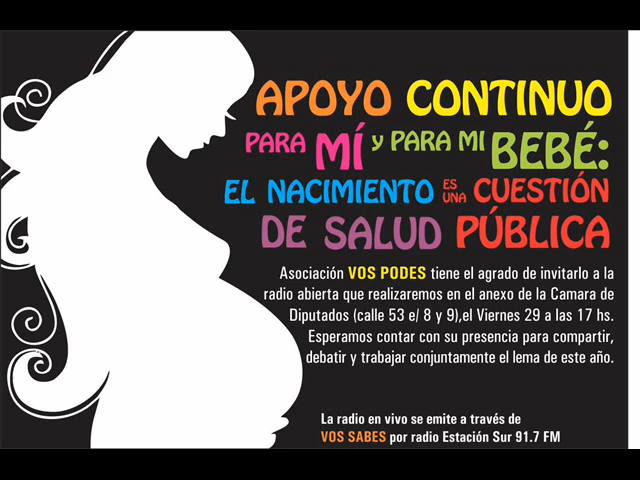 APOYO CONTINUO
PARA MÍ y PARA MI BEBÉ:
EL NACIMIENTO ES UNA CUESTIÓN
DE SALUD PÚBLICA
Asociación VOS PODES tiene el agrado de invitarlo a la
radio abierta que realizaremos en el anexo de la Camara de
Diputados (calle 53 e/ 8 y 9),el Viernes 29 a las 17 hs.
Esperamos contar con su presencia para compartir,
debatir y trabajar conjuntamente el lema de este año.
La radio en vivo se emite a través de
VOS SABES por radio Estación Sur 91.7 FM